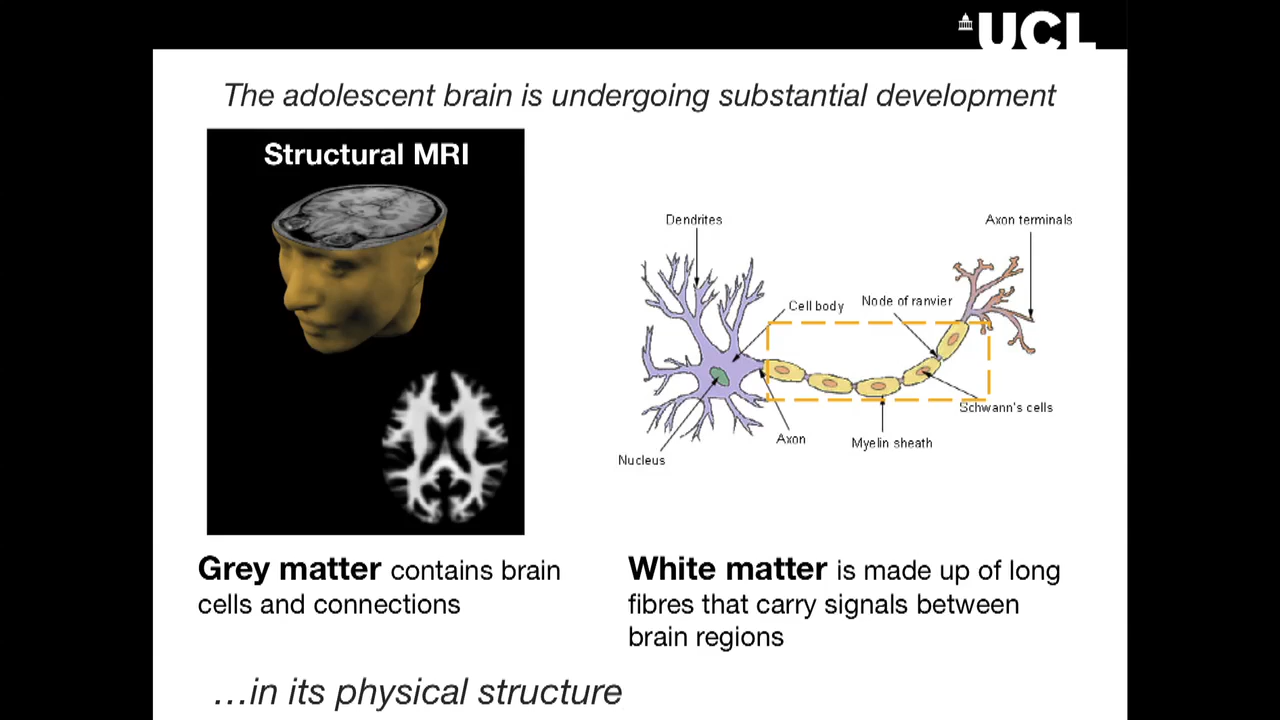 UCL
The adolescent brain is undergoing substantial development
Structural MRI
Dendrites
Axon terminals
Cell body
Node of ranvier
Schwann's cells
Axon
Myelin sheath
Nucleus
Grey matter contains brain
cells and connections
White matter is made up of long
fibres that carry signals between
brain regions
…in its physical structure